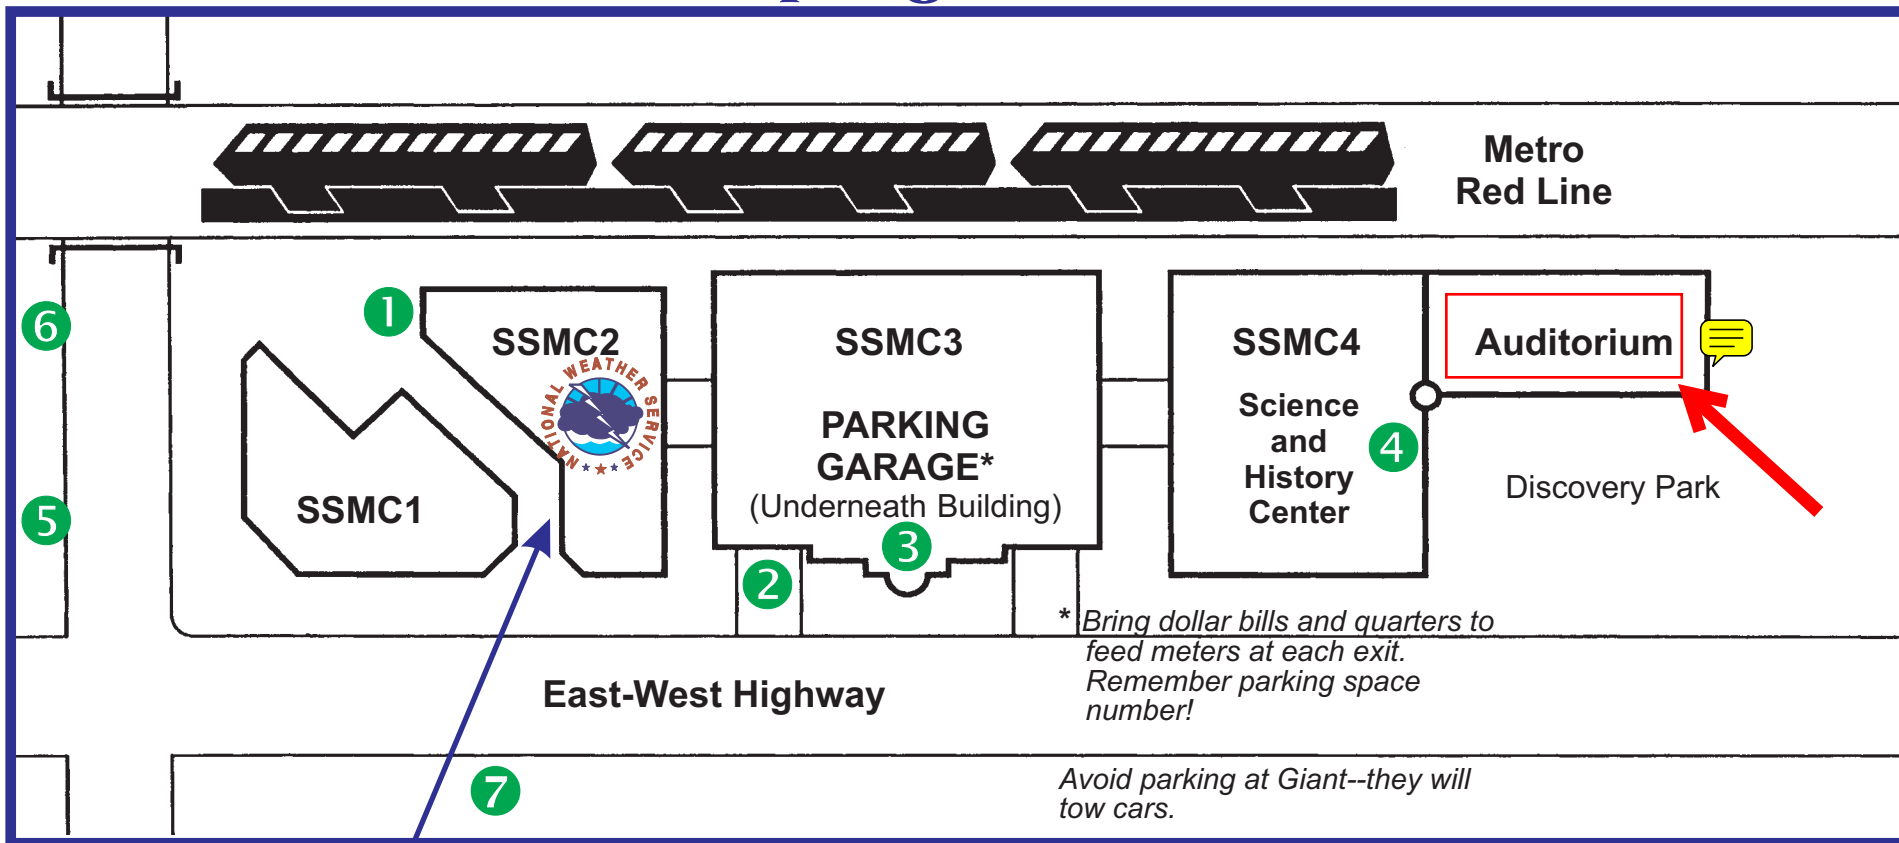 Metro
Red Line
1
6
SSMC2
SSMC3
SSMC4
Auditorium
NATIONAL WEATHER SERVICE
Science
and
History
Center
PARKING
GARAGE*
(Underneath Building)
4
Discovery Park
SSMC1
5
3
2
* Bring dollar bills and quarters to
feed meters at each exit.
Remember parking space
number!
East-West Highway
7
Avoid parking at Giant--they will
tow cars.